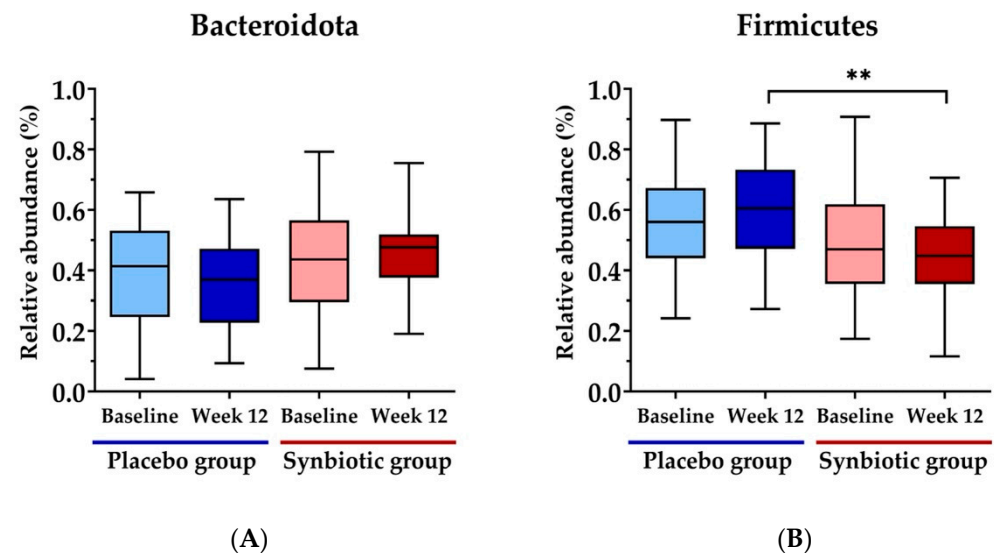 Bacteroidota
Relative abundance (%)
1.0
0.8
0.6
0.4
0.2
0.0
Baseline Week 12 Baseline Week 12
Placebo group Synbiotic group
(A)
Firmicutes
Relative abundance (%)
**
1.0
0.8
0.6
0.4
0.2
0.0
Baseline Week 12 Baseline Week 12
Placebo group Synbiotic group
(B)